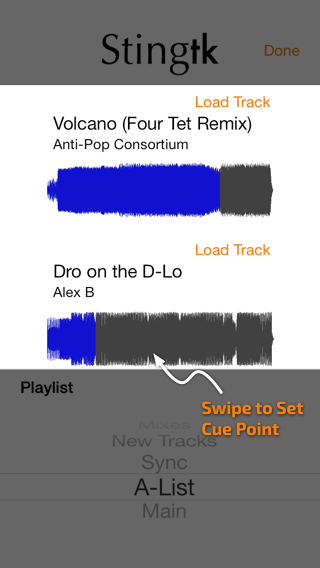 Stingtk
Done
Load Track
Volcano (Four Tet Remix)
Anti-Pop Consortium
Load Track
Dro on the D-Lo
Alex B
Playlist
Swipe to Set
Cue Point
Mixes
New Tracks
Sync
A-List
Main